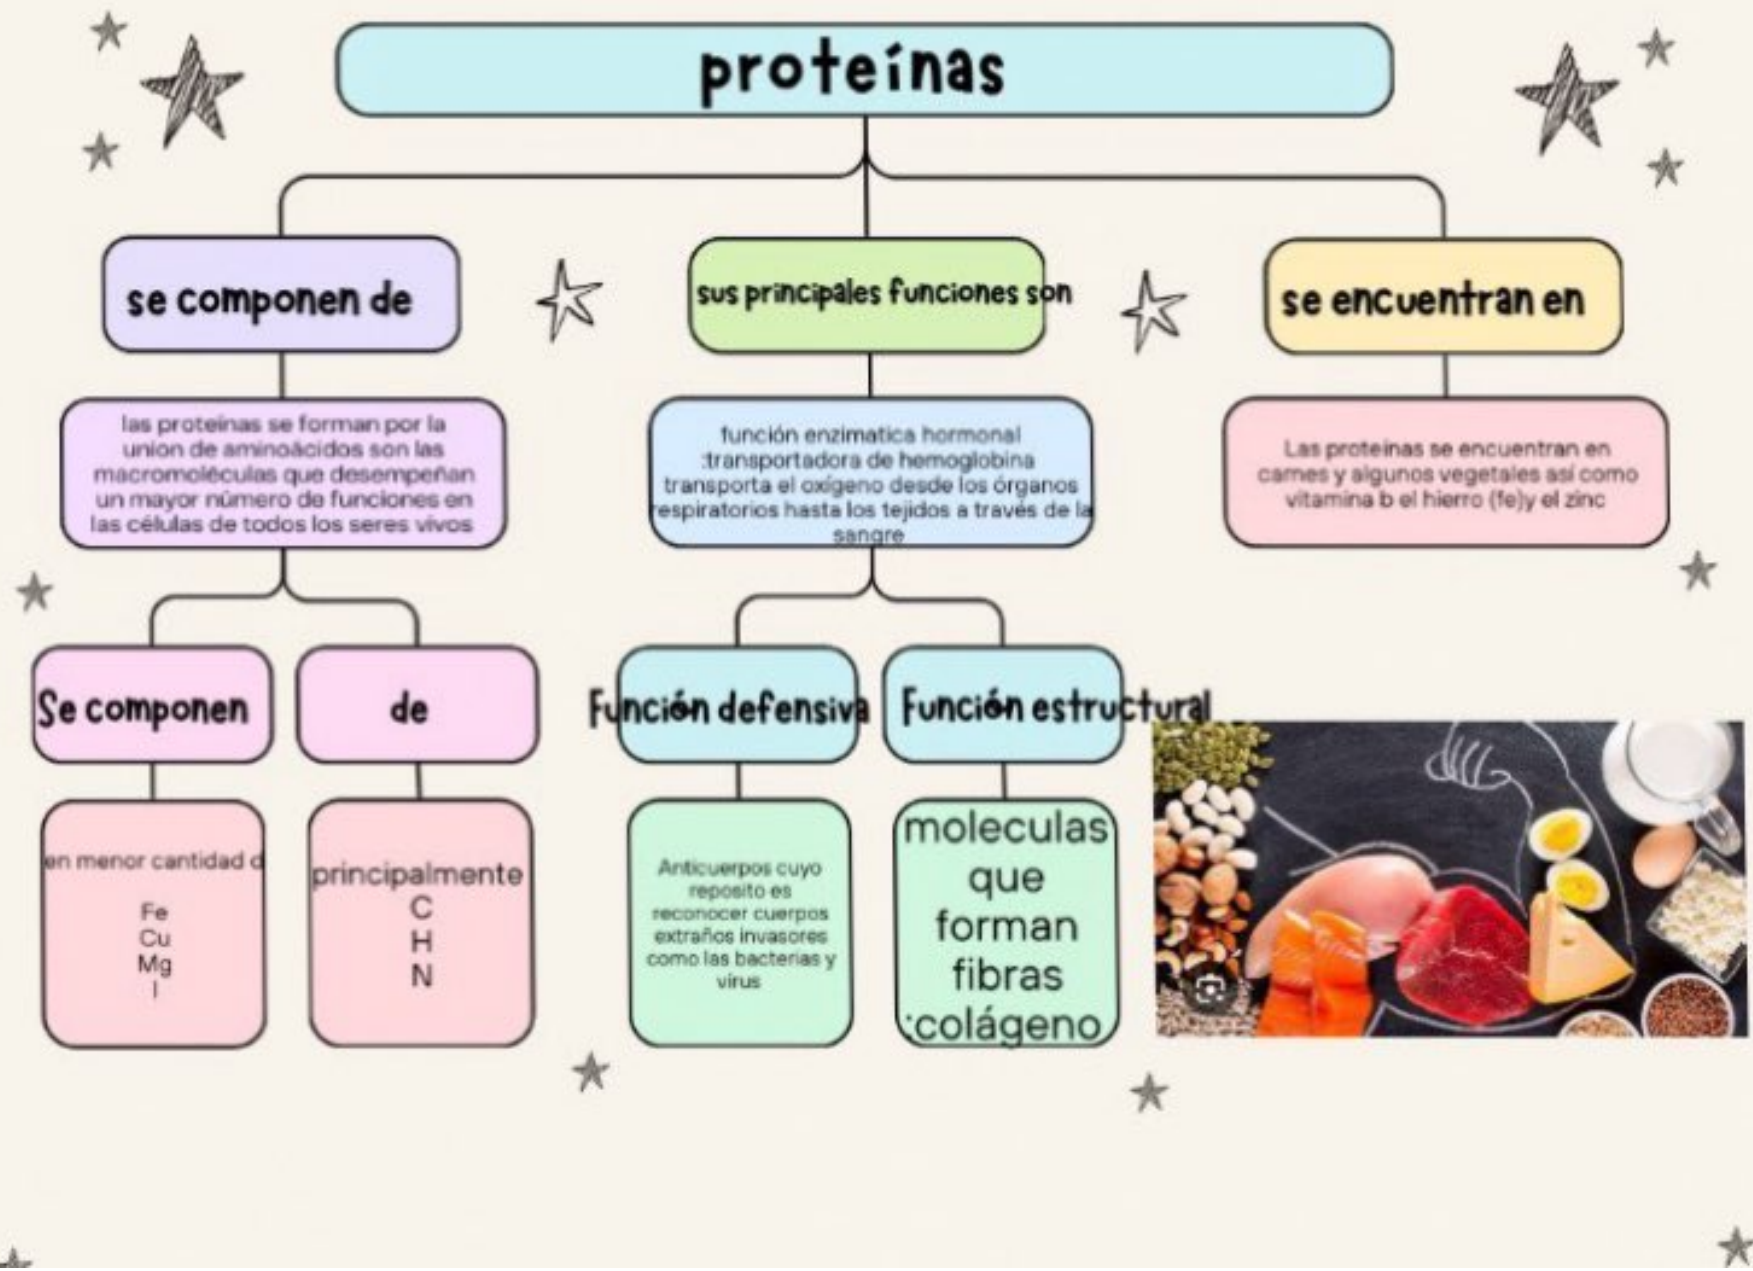 proteínas
se componen de
sus principales funciones son
se encuentran en
las proteínas se forman por la
union de aminoácidos son las
macromoléculas que desempeñan
un mayor número de funciones en
las células de todos los seres vivos
función enzimatica hormonal
:transportadora de hemoglobina
transporta el oxígeno desde los órganos
respiratorios hasta los tejidos a través de la
sangre
Las proteínas se encuentran en
carnes y algunos vegetales así como
vitamina b el hierro (fe)y el zinc
Se componen
de
Función defensiva
Función estructural
en menor cantidad d
Fe
Cu
Mg
I
principalmente
C
H
N
Anticuerpos cuyo
reposito es
reconocer cuerpos
extraños invasores
como las bacterias y
virus
moleculas
que
forman
fibras
:colágeno